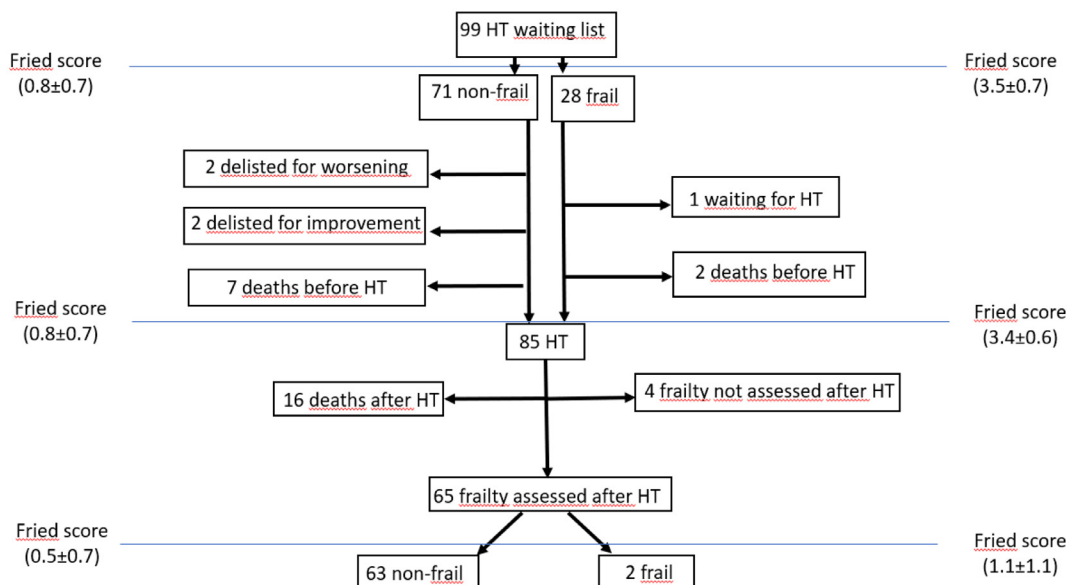 99 HT waiting list
Fried score
(0.8±0.7)
Fried score
(3.5±0.7)
71 non-frail
28 frail
2 delisted for worsening
1 waiting for HT
2 delisted for improvement
2 deaths before HT
7 deaths before HT
Fried score
(0.8±0.7)
Fried score
(3.4±0.6)
85 HT
16 deaths after HT
4 frailty not assessed after HT
65 frailty assessed after HT
Fried score
(0.5±0.7)
Fried score
(1.1±1.1)
63 non-frail
2 frail